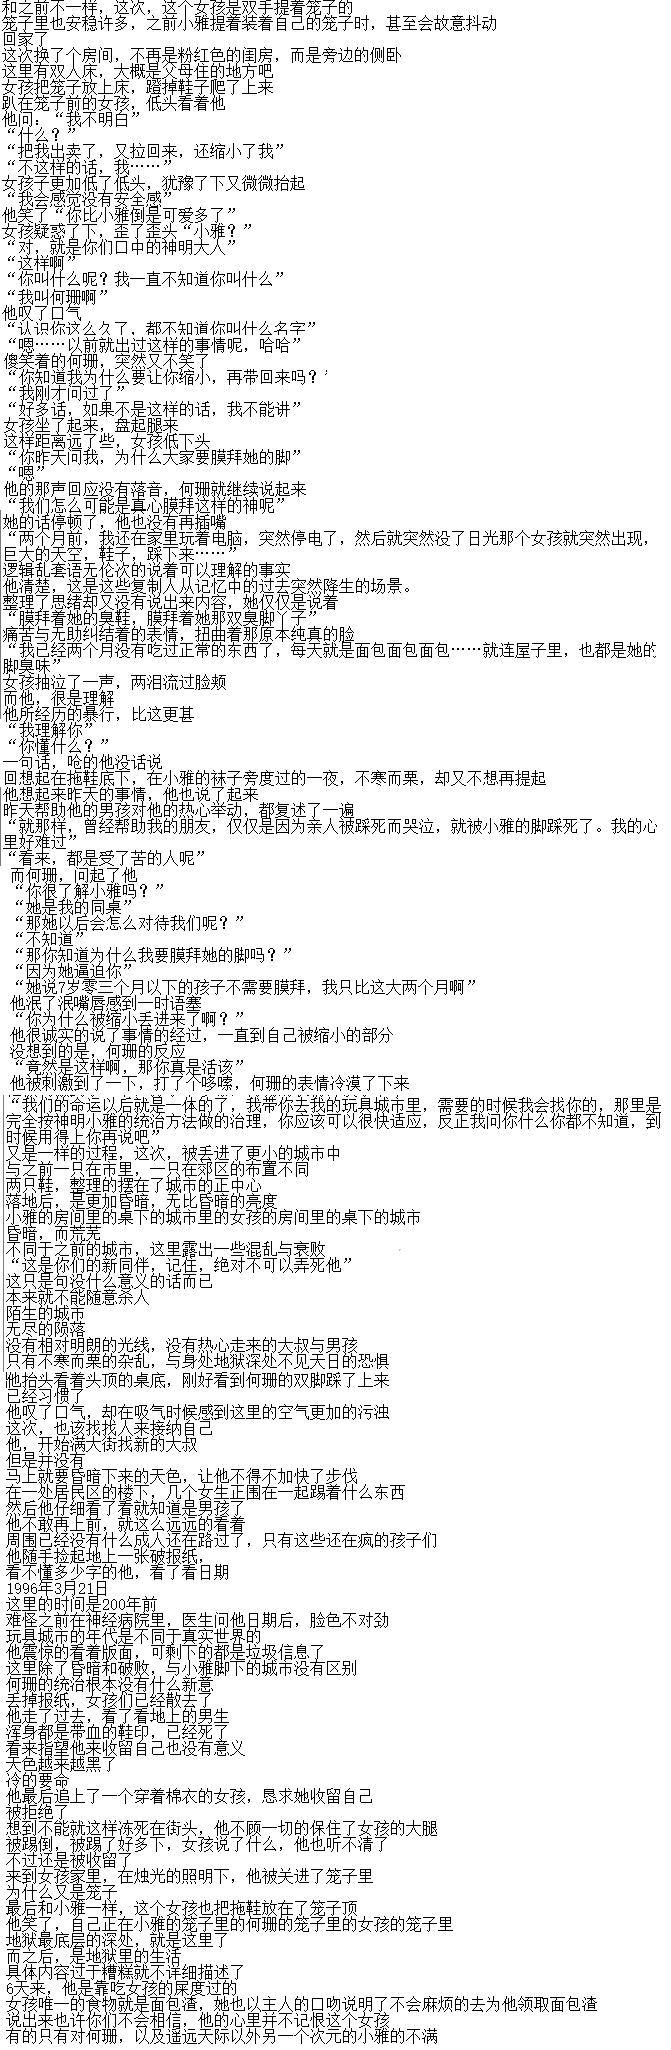 和之前不一样，这次，这个女孩是双手提着笼子的
笼子里也安稳许多，之前小雅提着装着自己的笼子时，甚至会故意抖动
回家了
这次换了个房间，不再是粉红色的闺房，而是旁边的侧卧
这里有双人床，大概是父母住的地方吧
女孩把笼子放上床，蹬掉鞋子爬了上来
趴在笼子前的女孩，低头看着他
他问：“我不明白”
“什么？”
“把我出卖了，又拉回来，还缩小了我”
“不这样的话，我……”
女孩子更加低了低头，犹豫了下又微微抬起
“我会感觉没有安全感”
他笑了“你比小雅倒是可爱多了”
女孩疑惑了下，歪了歪头“小雅？”
“对，就是你们口中的神明大人”
“这样啊”
“你叫什么呢？我一直不知道你叫什么”
“我叫何珊啊”
他叹了口气
“认识你这么久了，都不知道你叫什么名字”
“嗯……以前就出过这样的事情呢，哈哈”
傻笑着的何珊，突然又不笑了
“你知道我为什么要让你缩小，再带回来吗？’
“我刚才问过了”
“好多话，如果不是这样的话，我不能讲”
女孩坐了起来，盘起腿来
这样距离远了些，女孩低下头
“你昨天问我，为什么大家要膜拜她的脚”
“嗯”
他的那声回应没有落音，何珊就继续说起来
“我们怎么可能是真心膜拜这样的神呢”
她的话停顿了，他也没有再插嘴
“两个月前，我还在家里玩着电脑，突然停电了，然后就突然没了日光那个女孩就突然出现，
巨大的天空，鞋子，踩下来……”
逻辑乱套语无伦次的说着可以理解的事实
他清楚，这是这些复制人从记忆中的过去突然降生的场景。
整理了思绪却又没有说出来内容，她仅仅是说着
“膜拜着她的臭鞋，膜拜着她那双臭脚丫子”
痛苦与无助纠结着的表情，扭曲着那原本纯真的脸
“我已经两个月没有吃过正常的东西了，每天就是面包面包面包……就连屋子里，也都是她的
脚臭味”
女孩抽泣了一声，两泪流过脸颊
而他，很是理解
他所经历的暴行，比这更甚
“我理解你”
“你懂什么？”
一句话，呛的他没话说
回想起在拖鞋底下，在小雅的袜子旁度过的一夜，不寒而栗，却又不想再提起
他想起来昨天的事情，他也说了起来
昨天帮助他的男孩对他的热心举动，都复述了一遍
“就那样，曾经帮助我的朋友，仅仅是因为亲人被踩死而哭泣，就被小雅的脚踩死了。我的心
里好难过”
“看来，都是受了苦的人呢”
而何珊，问起了他
“你很了解小雅吗？”
“她是我的同桌”
“那她以后会怎么对待我们呢？”
“不知道”
“那你知道为什么我要膜拜她的脚吗？”
“因为她逼迫你”
“她说7岁零三个月以下的孩子不需要膜拜，我只比这大两个月啊”
他泯了泯嘴唇感到一时语塞
“你为什么被缩小丢进来了啊？”
他很诚实的说了事情的经过，一直到自己被缩小的部分
没想到的是，何珊的反应
“竟然是这样啊，那你真是活该”
他被刺激到了一下，打了个哆嗦，何珊的表情冷漠了下来
“我们的命运以后就是一体的了，我带你去我的玩具城市里，需要的时候我会找你的，那里是
完全按神明小雅的统治方法做的治理，你应该可以很快适应，反正我问你什么你都不知道，到
时候用得上你再说吧”
又是一样的过程，这次，被丢进了更小的城市中
与之前一只在市里，一只在郊区的布置不同
两只鞋，整理的摆在了城市的正中心
落地后，是更加昏暗，无比昏暗的亮度
小雅的房间里的桌下的城市里的女孩的房间里的桌下的城市
昏暗，而荒芜
不同于之前的城市，这里露出一些混乱与衰败
“这是你们的新同伴，记住，绝对不可以弄死他”
这只是句没什么意义的话而已
本来就不能随意杀人
陌生的城市
无尽的陨落
没有相对明朗的光线，没有热心走来的大叔与男孩
只有不寒而栗的杂乱，与身处地狱深处不见天日的恐惧
他抬头看着头顶的桌底，刚好看到何珊的双脚踩了上来
已经习惯了
他叹了口气，却在吸气时候感到这里的空气更加的污浊
这次，也该找找人来接纳自己
他，开始满大街找新的大叔
但是并没有
马上就要昏暗下来的天色，让他不得不加快了步伐
在一处居民区的楼下，几个女生正围在一起踢着什么东西
然后他仔细看了看就知道是男孩了
他不敢再上前，就这么远远的看着
周围已经没有什么成人还在路过了，只有这些还在疯的孩子们
他随手捡起地上一张破报纸，
看不懂多少字的他，看了看日期
1996年3月21日
这里的时间是200年前
难怪之前在神经病院里，医生问他日期后，脸色不对劲
玩具城市的年代是不同于真实世界的
他震惊的看着版面，可剩下的都是垃圾信息了
这里除了昏暗和破败，与小雅脚下的城市没有区别
何珊的统治根本没有什么新意
丢掉报纸，女孩们已经散去了
他走了过去，看了看地上的男生
浑身都是带血的鞋印，已经死了
看来指望他来收留自己也没有意义
天色越来越黑了
冷的要命
他最后追上了一个穿着棉衣的女孩，恳求她收留自己
被拒绝了
想到不能就这样冻死在街头，他不顾一切的保住了女孩的大腿
被踢倒，被踢了好多下，女孩说了什么，他也听不清了
不过还是被收留了
来到女孩家里，在烛光的照明下，他被关进了笼子里
为什么又是笼子
最后和小雅一样，这个女孩也把拖鞋放在了笼子顶
他笑了，自己正在小雅的笼子里的何珊的笼子里的女孩的笼子里
地狱最底层的深处，就是这里了
而之后，是地狱里的生活
具体内容过于糟糕就不详细描述了
6天来，他是靠吃女孩的屎度过的
女孩唯一的食物就是面包渣，她也以主人的口吻说明了不会麻烦的去为他领取面包渣
说出来也许你们不会相信，他的心里并不记恨这个女孩
有的只有对何珊，以及遥远天际以外另一个次元的小雅的不满